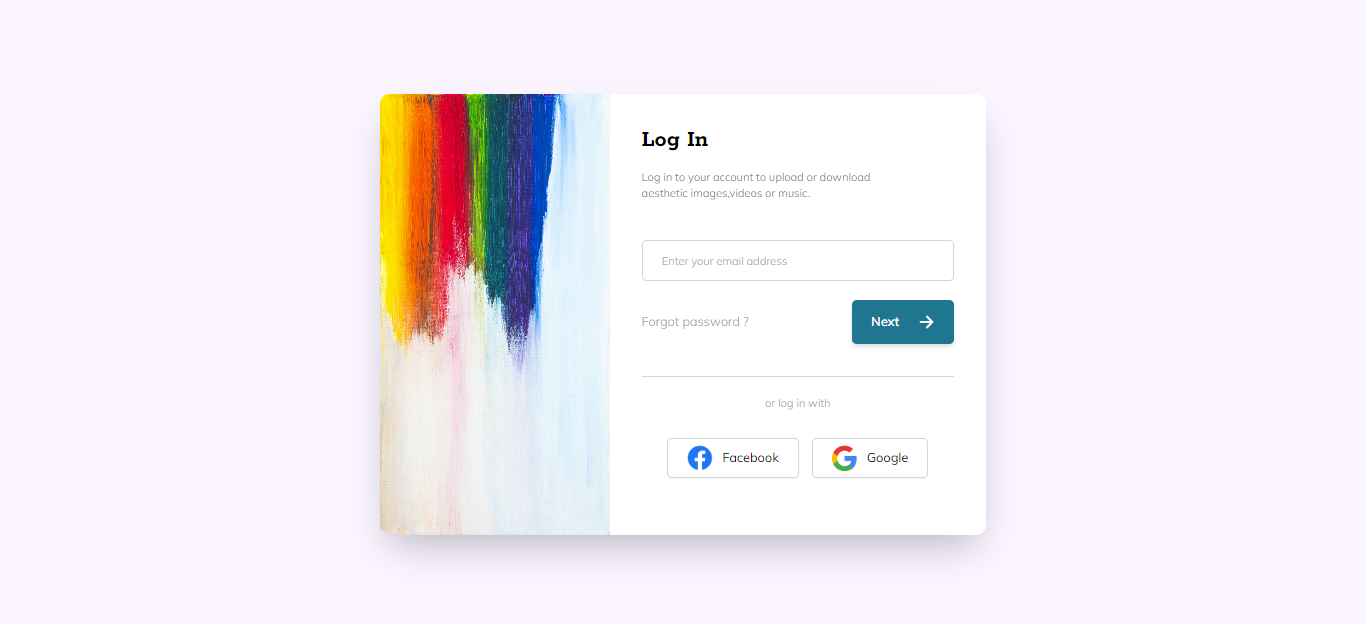 Log In
Log in to your account to upload or download
aesthetic images,videos or music.
Enter your email address
Forgot password ?
Next
or log in with
Facebook
Google